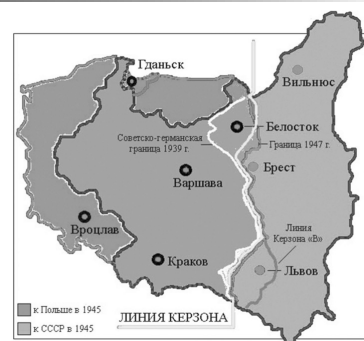 Гданьск
Вильнюс
Советско-германская
граница 1939 г.
Белосток
Граница 1947 г.
Варшава
Брест
Вроцлав
Линия
Керзона «В»
Краков
Львов
к Польше в 1945
ЛИНИЯ КЕРЗОНА
к СССР в 1945